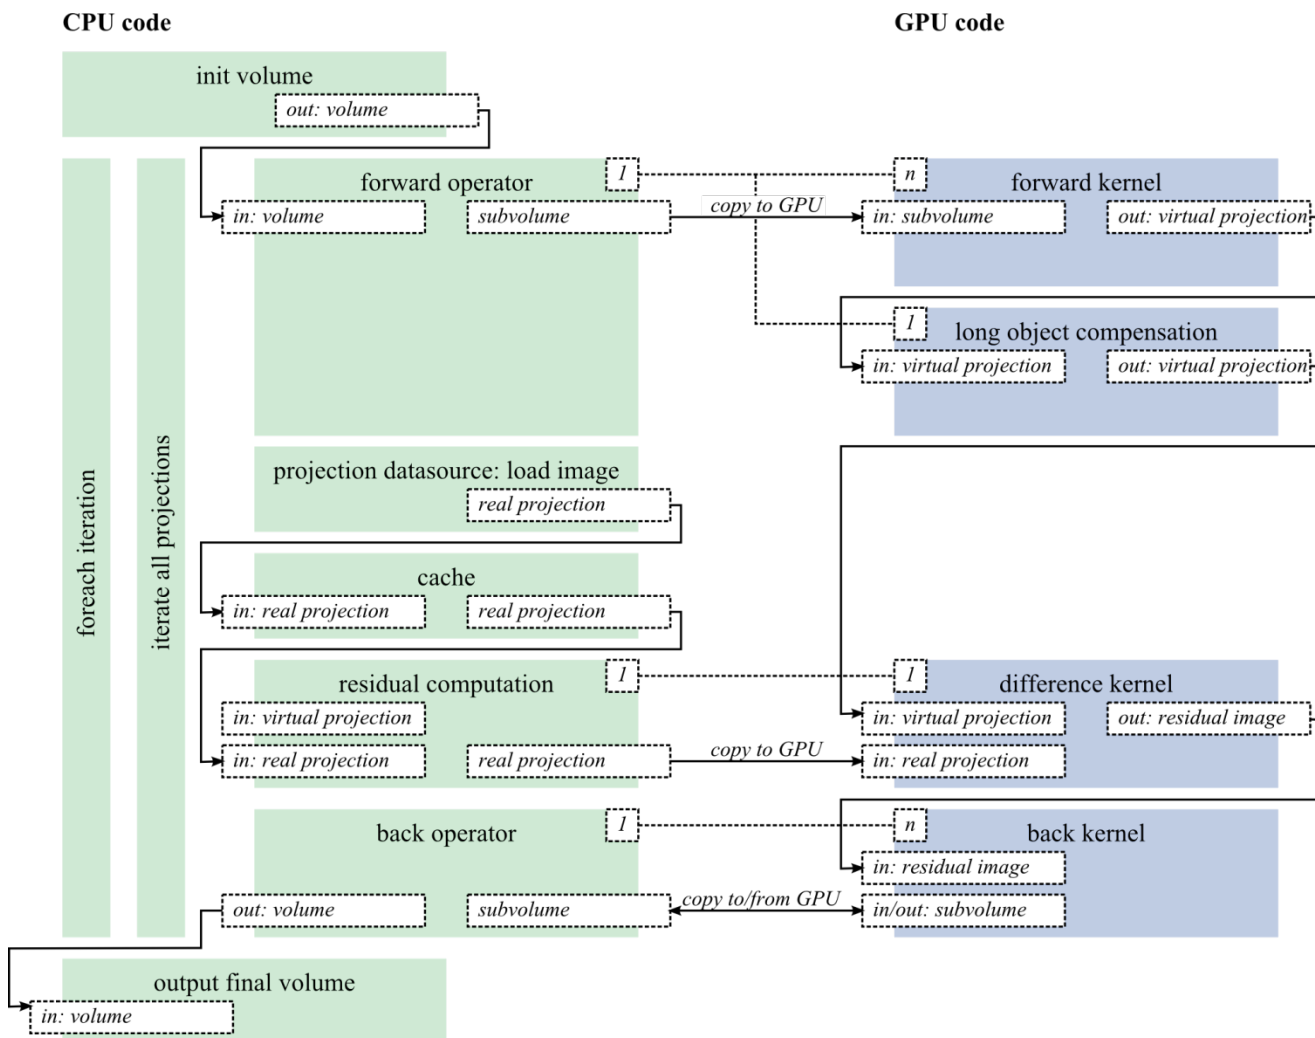 CPU code
GPU code
init volume
out: volume
forward operator
1
in: volume
subvolume
copy to GPU
n
forward kernel
in: subvolume
out: virtual projection
1
long object compensation
in: virtual projection
out: virtual projection
foreach iteration
iterate all projections
projection datasource: load image
real projection
cache
in: real projection
real projection
residual computation
1
in: virtual projection
in: real projection
real projection
copy to GPU
1
difference kernel
in: virtual projection
out: residual image
in: real projection
back operator
1
out: volume
subvolume
copy to/from GPU
n
back kernel
in: residual image
in/out: subvolume
output final volume
in: volume